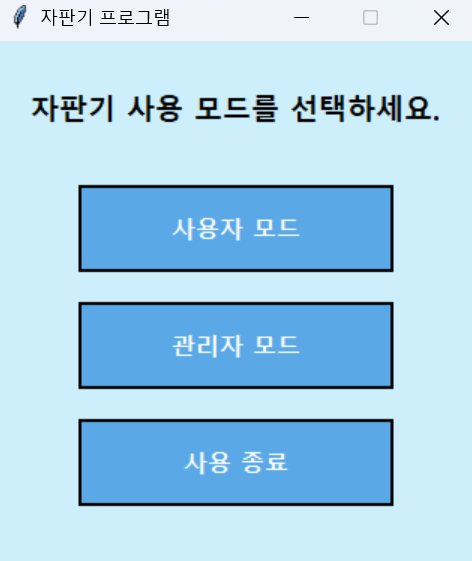 자판기 프로그램
자판기 사용 모드를 선택하세요.
사용자 모드
관리자 모드
사용 종료